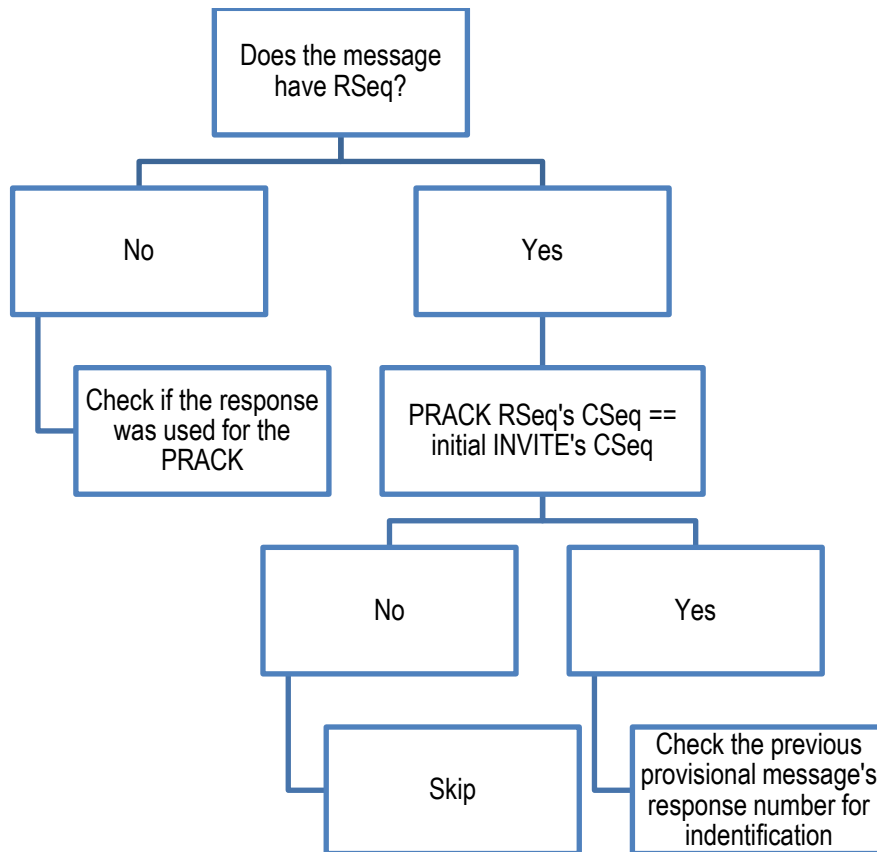 Does the message
have RSeq?
No
Yes
Check if the response
was used for the
PRACK
PRACK RSeq's CSeq ==
initial INVITE's CSeq
No
Yes
Skip
Check the previous
provisional message's
response number for
indentification